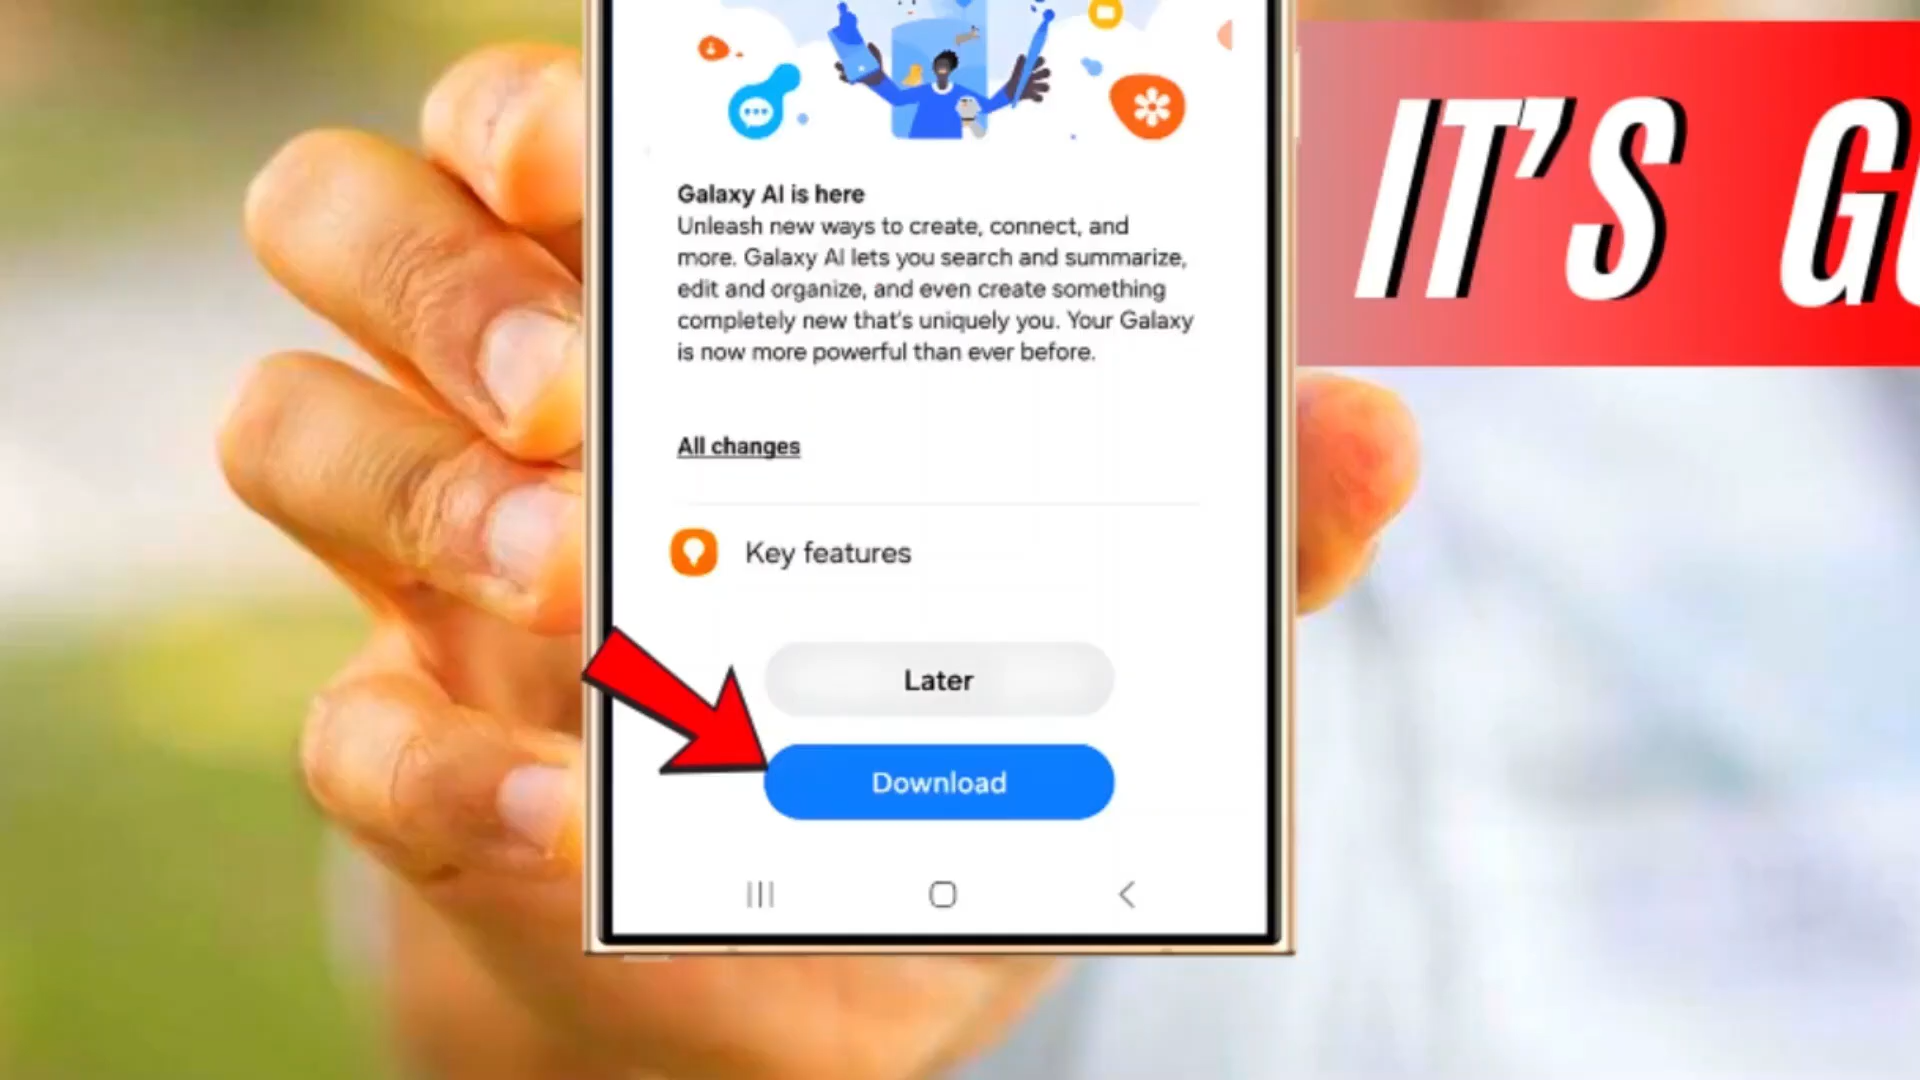 IT'S
Galaxy AI is here
Unleash new ways to create, connect, and
more. Galaxy AI lets you search and summarize,
edit and organize, and even create something
completely new that's uniquely you. Your Galaxy
is now more powerful than ever before.
All changes
Key features
Later
Download